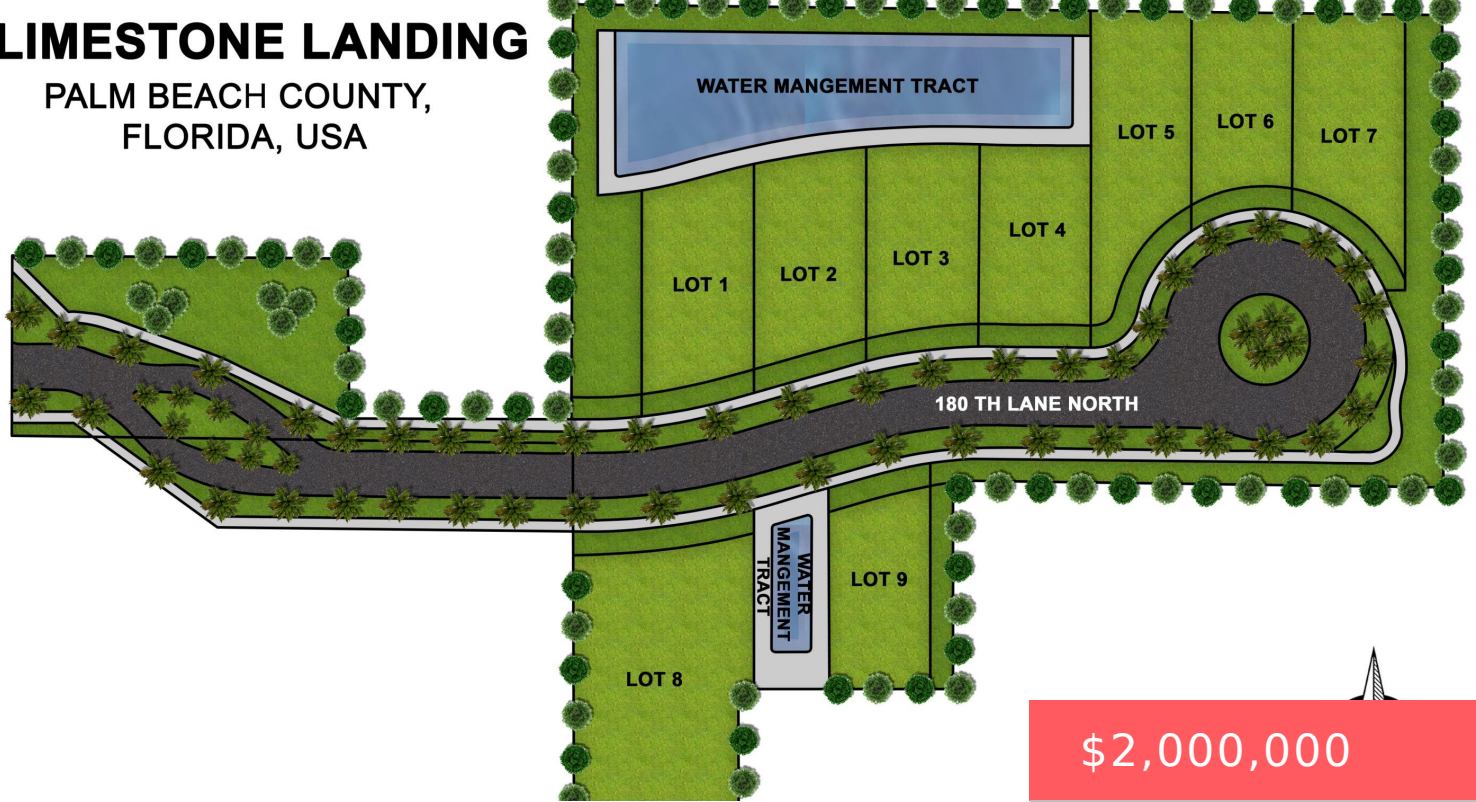 LIMESTONE LANDING
PALM BEACH COUNTY,
FLORIDA, USA
WATER MANGEMENT TRACT
LOT 5
LOT 6
LOT 7
LOT 4
LOT 3
LOT 2
LOT 1
180 TH LANE NORTH
WATER
MANGEMENT
TRACT
LOT 9
LOT 8
$2,000,000